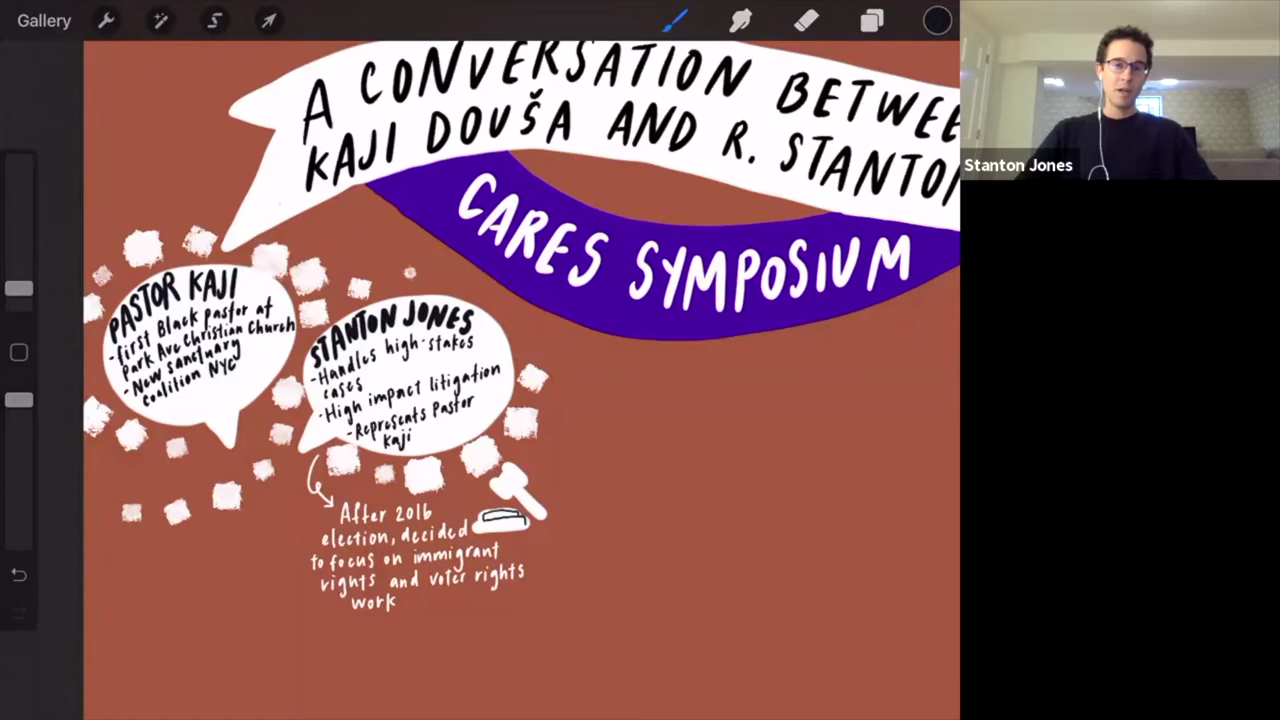 Gallery
A CONVERSATION BETWEE
KAJI DOUŠA AND R. STANTON
CARES SYMPOSIUM
PASTOR KAJI
-First Black Pastor at
Park Ave Christian Church
-New sanctuary
coalition NYC
STANTON JONES
-Handles high-stakes
cases
-High impact litigation
-Represents Pastor
Kaji
After 2016
election, decided
to focus on immigrant
rights and voter rights
work
Stanton Jones